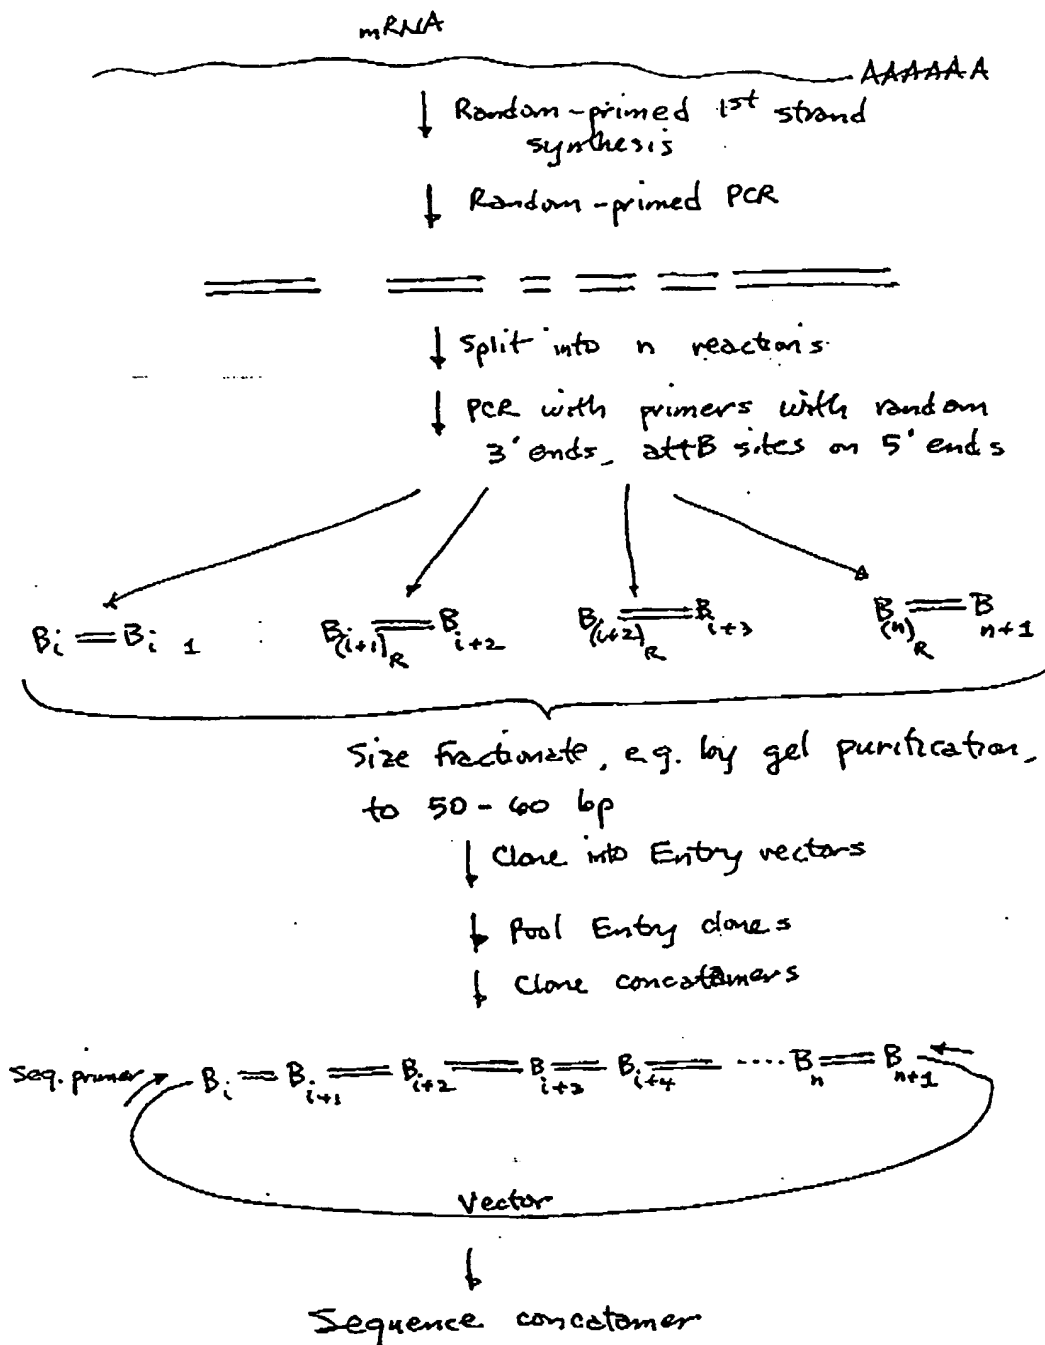 mRNA
AAAAAA
Random-primed 1st strand
synthesis
Random-primed PCR
Split into n reactions
PCR with primers with random
3' ends, attB sites on 5' ends
Bi Bi 1 B(i+1)R Bi+2 B(i+2)R Bi+3 B(n)R Bn+1
Size fractionate, e.g. by gel purification,
to 50-60 bp
Clone into Entry vectors
Pool Entry clones
Clone concatamers
Seq. primer Bi Bi+1 Bi+2 Bi+3 Bi+4 .... Bn Bn+1
Vector
Sequence concatomer